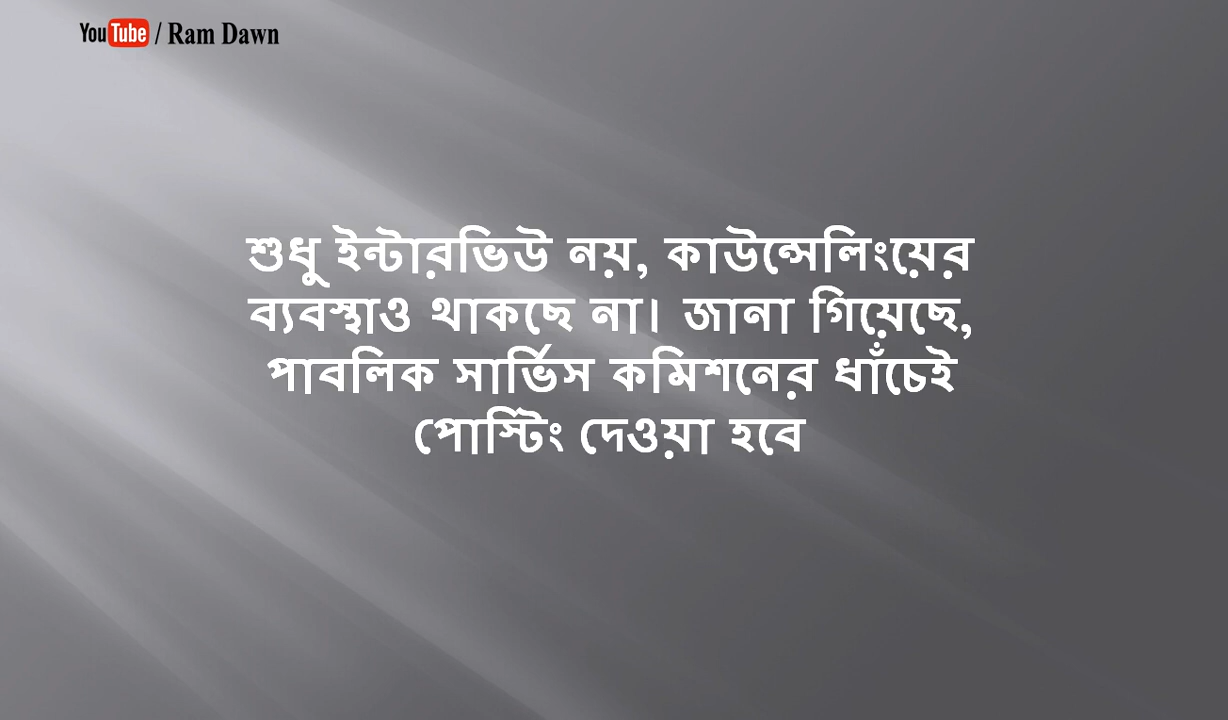 YouTube / Ram Dawn
শুধু ইন্টারভিউ নয়, কাউন্সেলিংয়ের
ব্যবস্থাও থাকছে না। জানা গিয়েছে,
পাবলিক সার্ভিস কমিশনের ধাঁচেই
পোস্টিং দেওয়া হবে